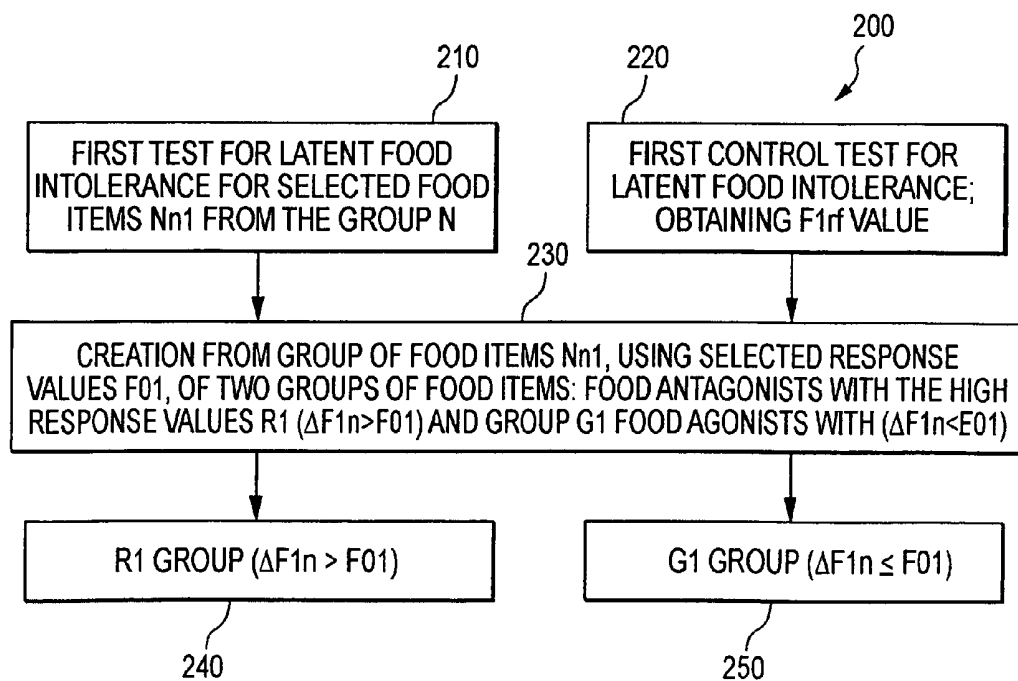 200
210
220
FIRST TEST FOR LATENT FOOD
INTOLERANCE FOR SELECTED FOOD
ITEMS Nn1 FROM THE GROUP N
FIRST CONTROL TEST FOR
LATENT FOOD INTOLERANCE;
OBTAINING F1rf VALUE
230
CREATION FROM GROUP OF FOOD ITEMS Nn1, USING SELECTED RESPONSE
VALUES F01, OF TWO GROUPS OF FOOD ITEMS: FOOD ANTAGONISTS WITH THE HIGH
RESPONSE VALUES R1 (ΔF1n>F01) AND GROUP G1 FOOD AGONISTS WITH (ΔF1n<E01)
R1 GROUP (ΔF1n > F01)
G1 GROUP (ΔF1n ≤ F01)
240
250